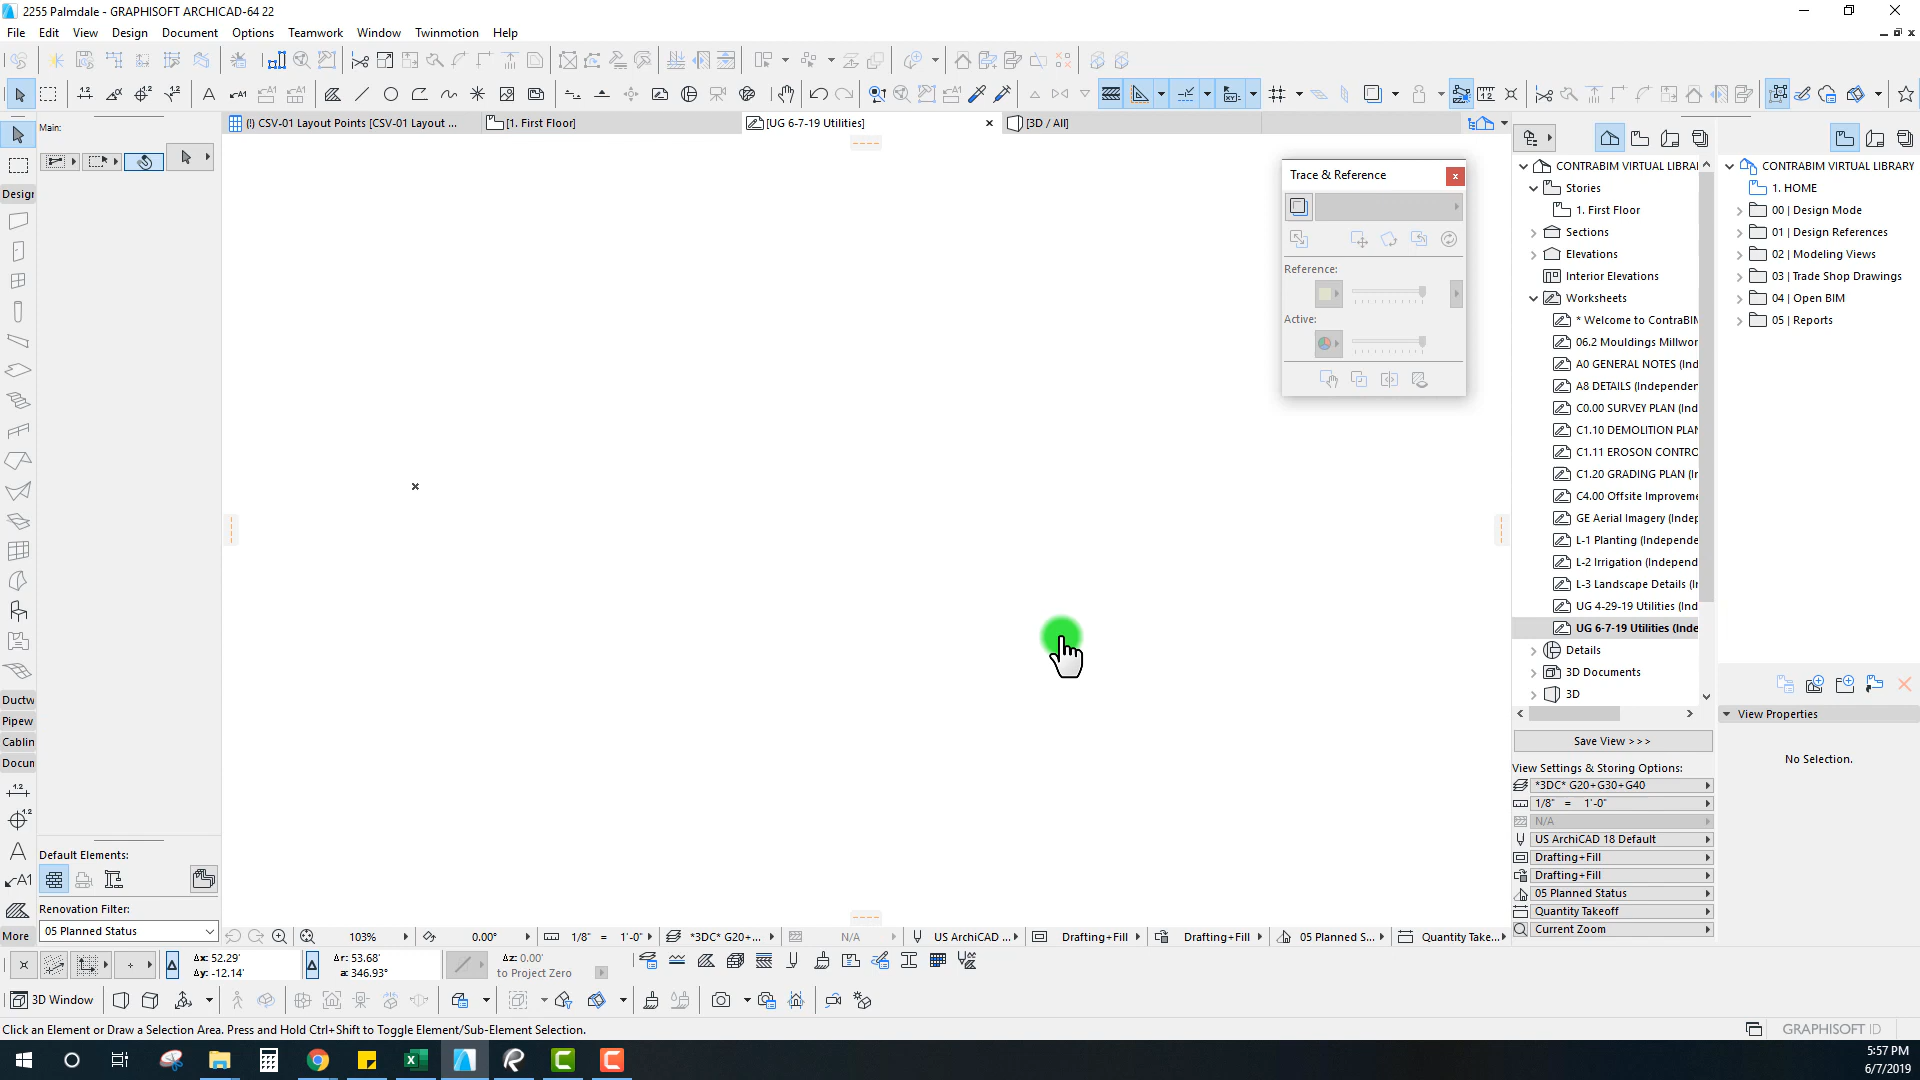 2255 Palmdale - GRAPHISOFT ARCHICAD-64 22
File Edit View Design Document Options Teamwork Window Twinmotion Help
(!) CSV-01 Layout Points [CSV-01 Layout ...
[1. First Floor]
[UG 6-7-19 Utilities]
[3D / All]
Main:
Design
Ductw
Pipew
Cablin
Docum
More
Trace & Reference
Reference:
Active:
CONTRABIM VIRTUAL LIBRA
Stories
1. First Floor
Sections
Elevations
Interior Elevations
Worksheets
* Welcome to ContraBIM
06.2 Mouldings Millwor
A0 GENERAL NOTES (Ind
A8 DETAILS (Independen
C0.00 SURVEY PLAN (Ind
C1.10 DEMOLITION PLAN
C1.11 EROSON CONTRO
C1.20 GRADING PLAN (Ir
C4.00 Offsite Improveme
GE Aerial Imagery (Indep
L-1 Planting (Independe
L-2 Irrigation (Independ
L-3 Landscape Details (Ir
UG 4-29-19 Utilities (Ind
UG 6-7-19 Utilities (Inde
Details
3D Documents
3D
Save View >>>
View Settings & Storing Options:
*3DC* G20+G30+G40
1/8" = 1'-0"
N/A
US ArchiCAD 18 Default
Drafting+Fill
Drafting+Fill
05 Planned Status
Quantity Takeoff
Current Zoom
CONTRABIM VIRTUAL LIBRARY
1. HOME
00 | Design Mode
01 | Design References
02 | Modeling Views
03 | Trade Shop Drawings
04 | Open BIM
05 | Reports
View Properties
No Selection.
Default Elements:
Renovation Filter:
05 Planned Status
103% 0.00° 1/8" = 1'-0" *3DC* G20+... N/A US ArchiCAD ... Drafting+Fill Drafting+Fill 05 Planned S... Quantity Take...
Δx: 52.29' Δr: 53.68' Δz: 0.00'
Δy: -12.14' a: 346.93° to Project Zero
3D Window
Click an Element or Draw a Selection Area. Press and Hold Ctrl+Shift to Toggle Element/Sub-Element Selection.
GRAPHISOFT ID
5:57 PM
6/7/2019